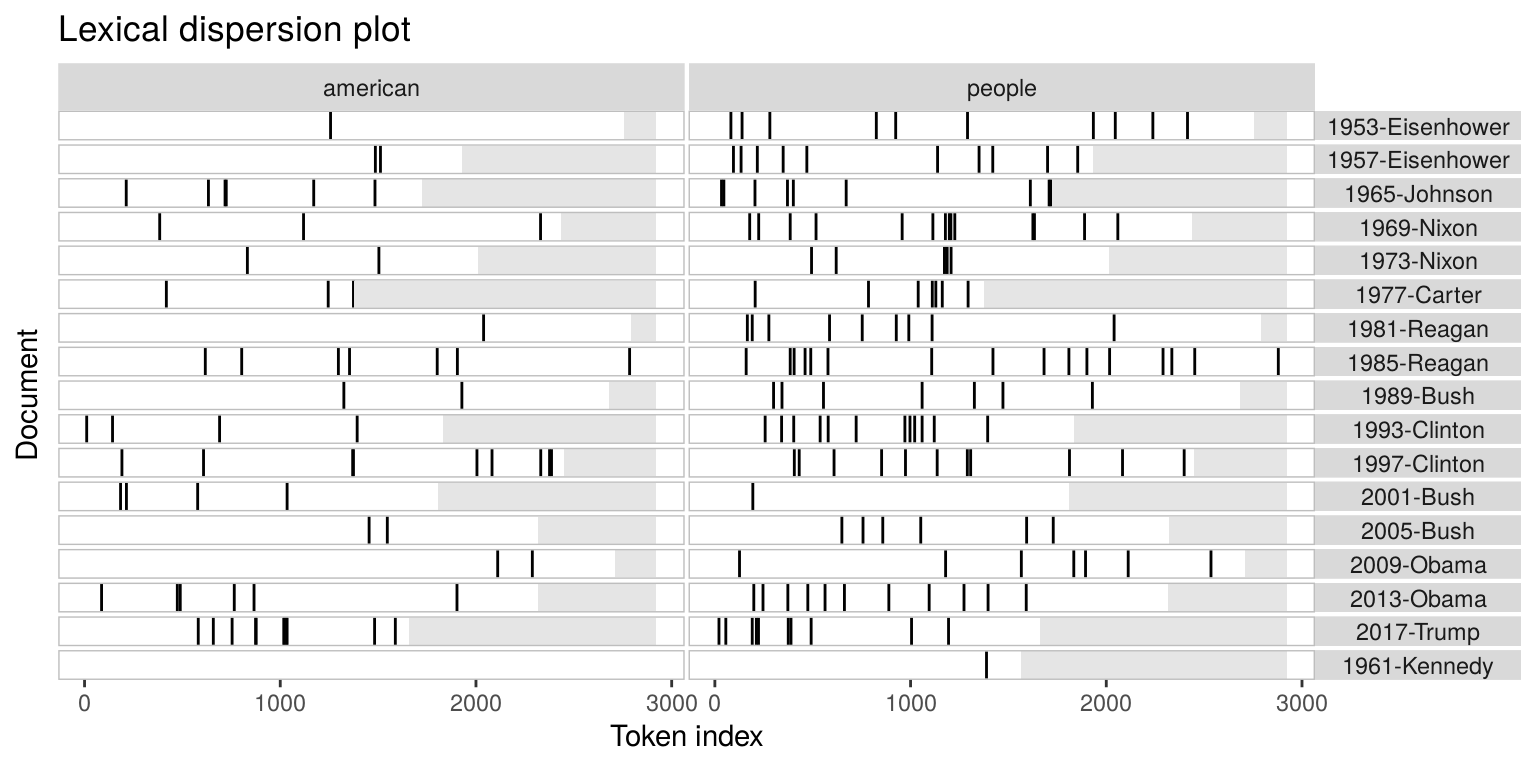 Lexical dispersion plot
american people
1953-Eisenhower
1957-Eisenhower
1965-Johnson
1969-Nixon
1973-Nixon
1977-Carter
1981-Reagan
1985-Reagan
1989-Bush
1993-Clinton
1997-Clinton
2001-Bush
2005-Bush
2009-Obama
2013-Obama
2017-Trump
1961-Kennedy
Document
0 1000 2000 3000 0 1000 2000 3000
Token index